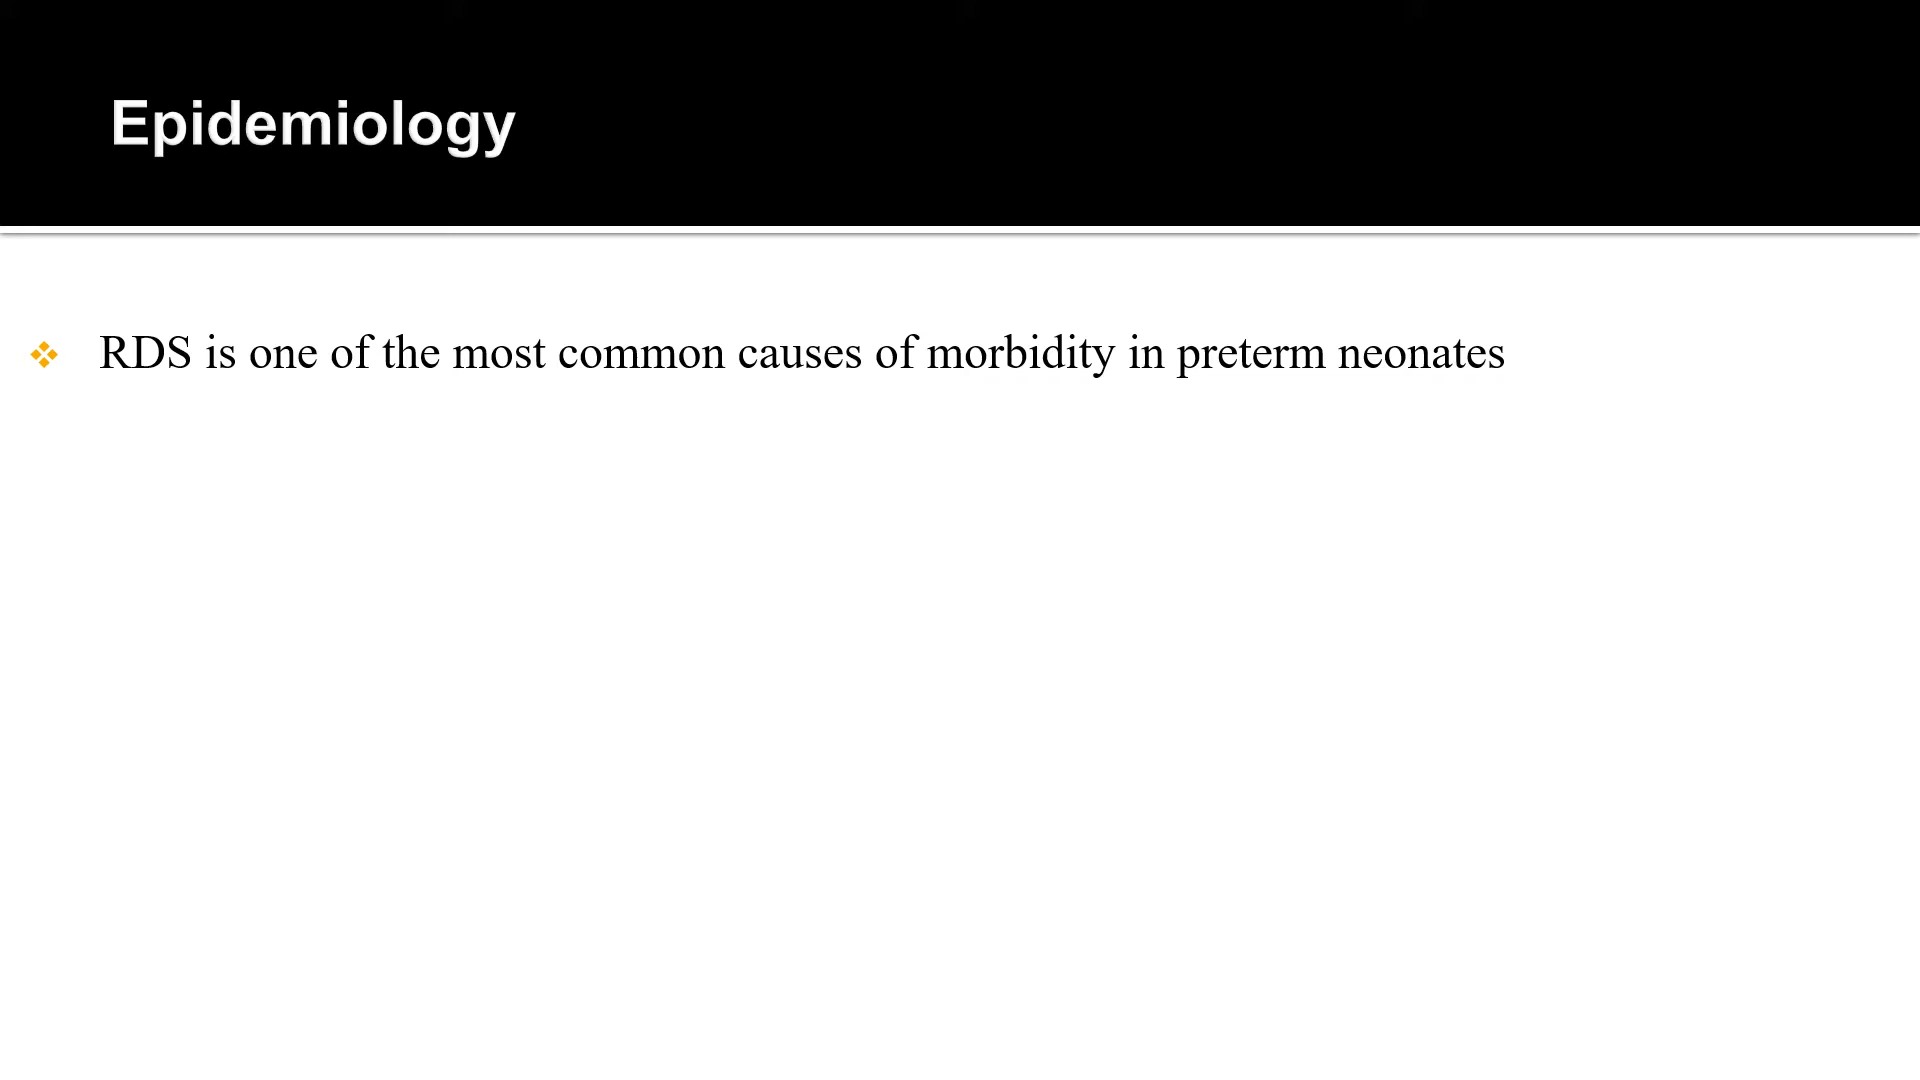 Epidemiology
RDS is one of the most common causes of morbidity in preterm neonates